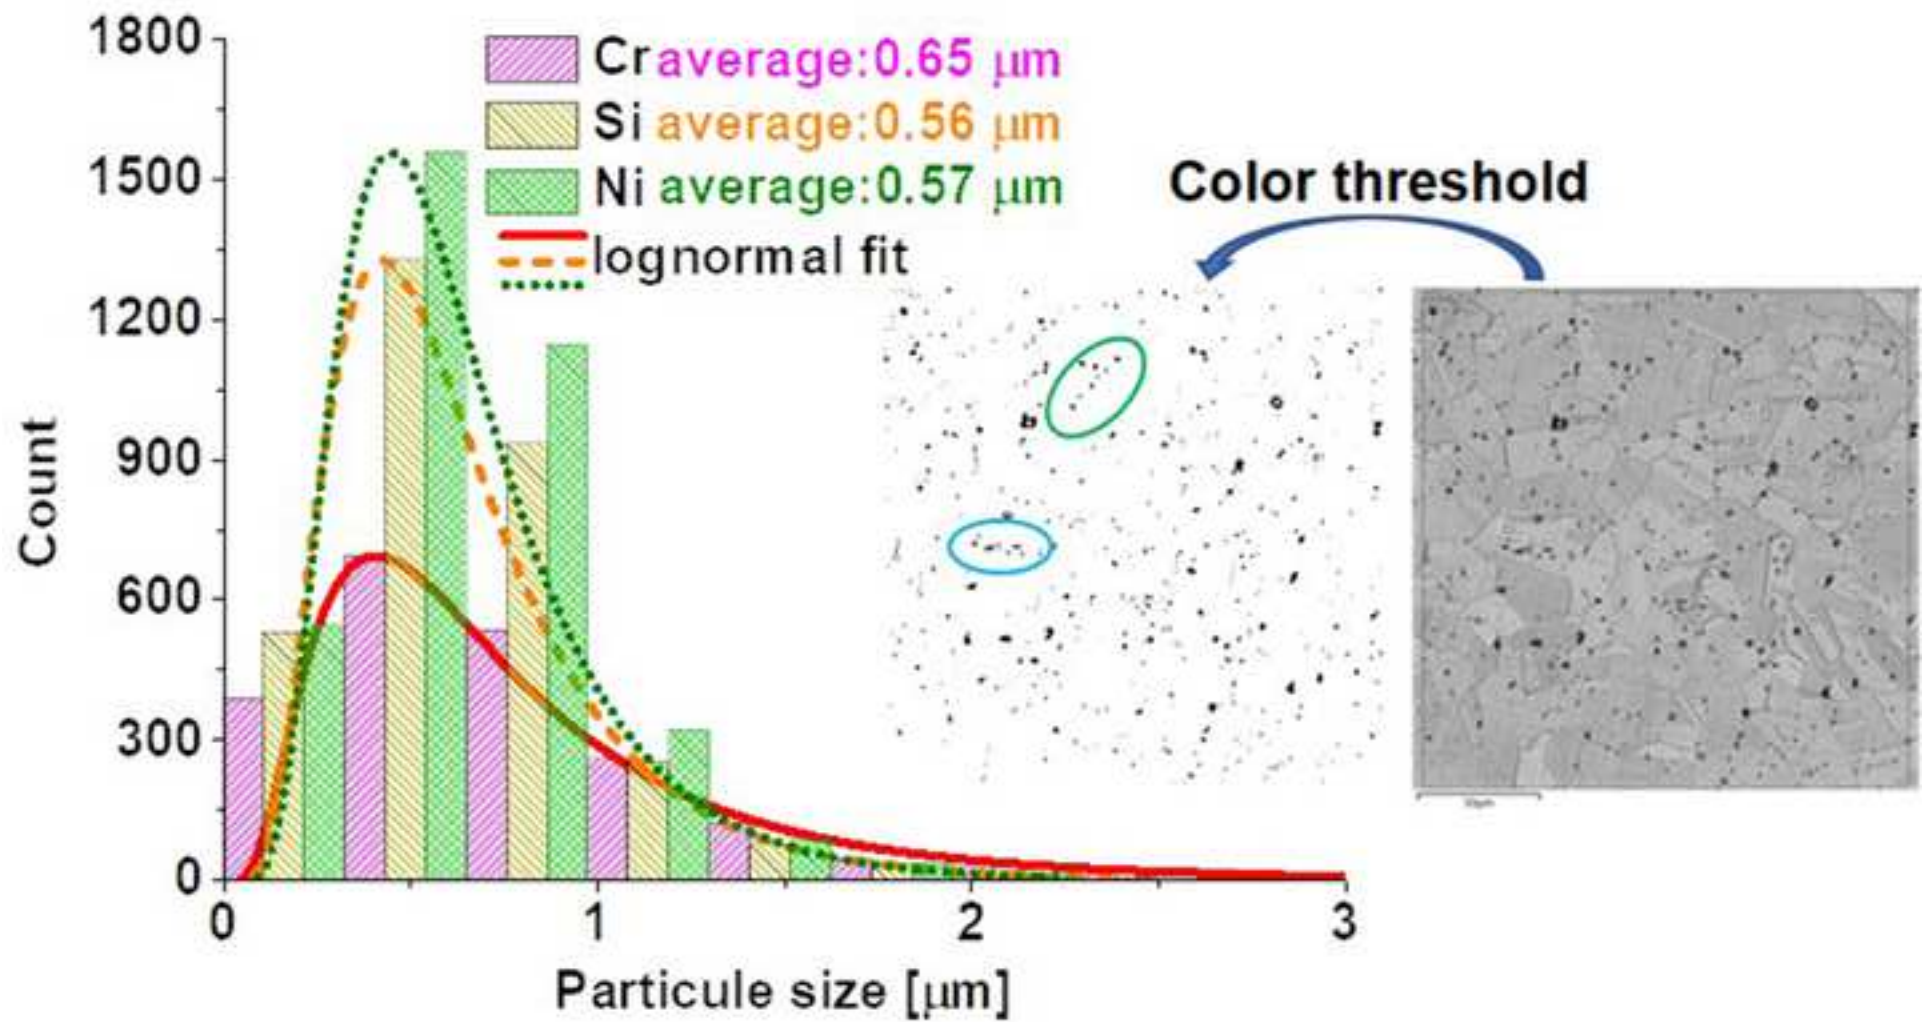 1800
1500
1200
900
600
300
0
Count
0 1 2 3
Particule size [μm]
Cr average:0.65 μm
Si average:0.56 μm
Ni average:0.57 μm
lognormal fit
Color threshold